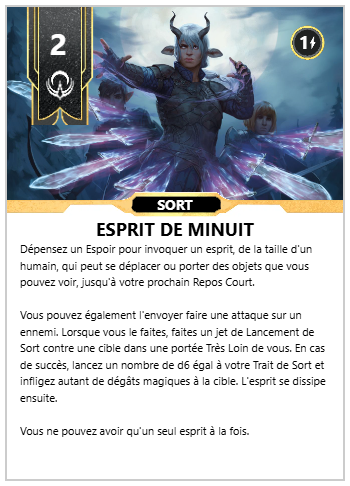 2
1
SORT
ESPRIT DE MINUIT
Dépensez un Espoir pour invoquer un esprit, de la taille d'un
humain, qui peut se déplacer ou porter des objets que vous
pouvez voir, jusqu'à votre prochain Repos Court.
Vous pouvez également l'envoyer faire une attaque sur un
ennemi. Lorsque vous le faites, faites un jet de Lancement de
Sort contre une cible dans une portée Très Loin de vous. En cas
de succès, lancez un nombre de d6 égal à votre Trait de Sort et
infligez autant de dégâts magiques à la cible. L'esprit se dissipe
ensuite.
Vous ne pouvez avoir qu'un seul esprit à la fois.